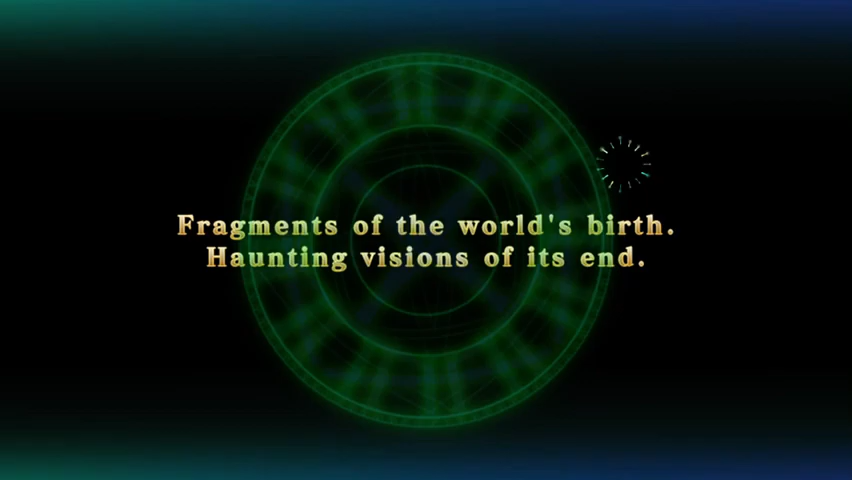 Fragments of the world's birth.
Haunting visions of its end.